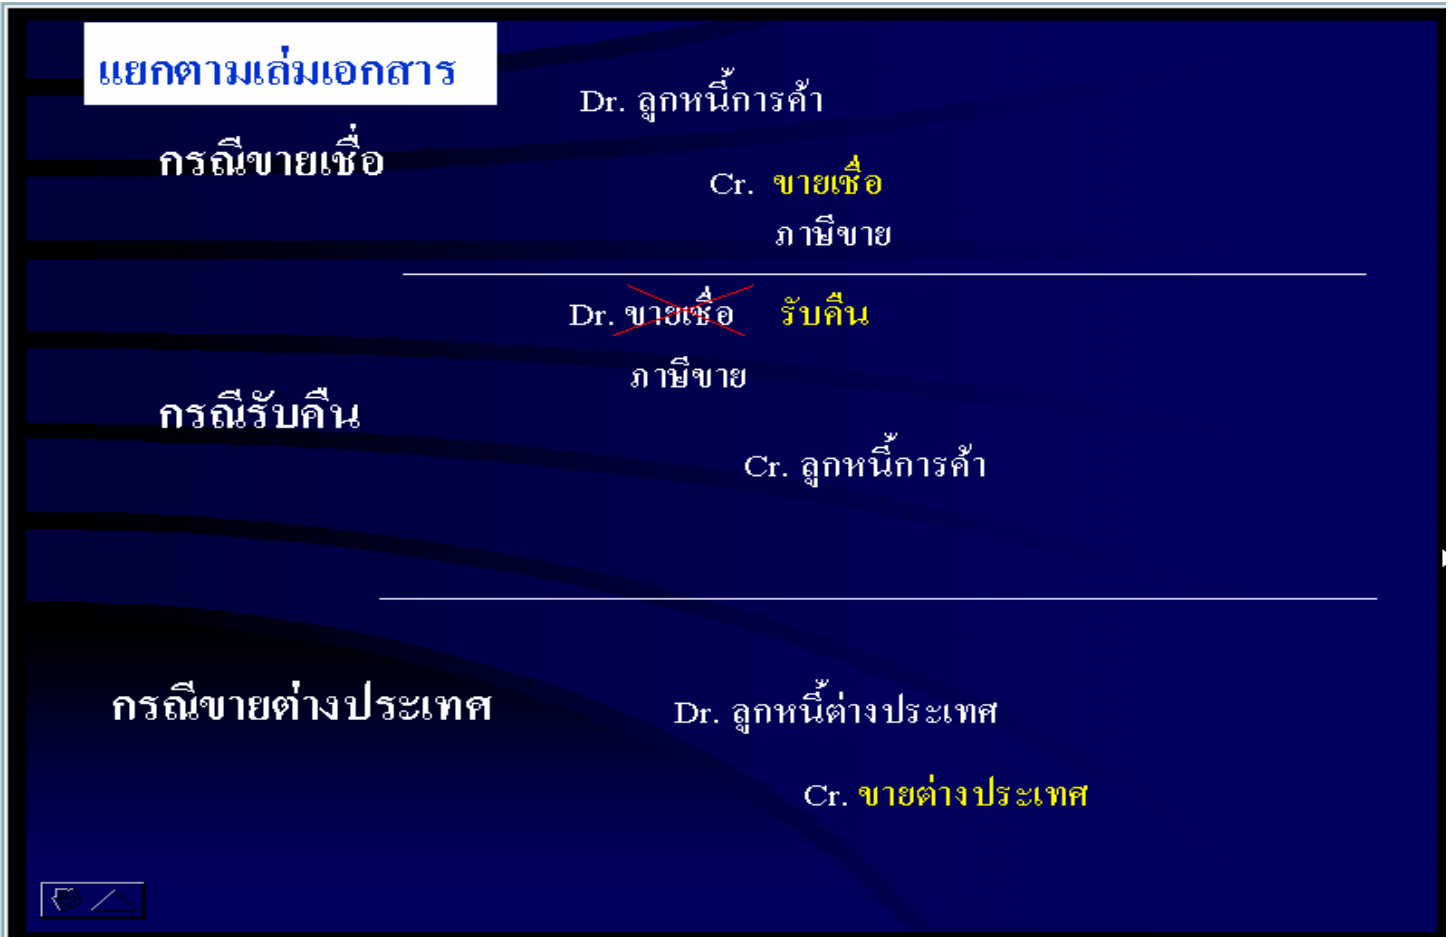 แยกตามเล่มเอกสาร
กรณีขายเชื่อ
Dr. ลูกหนี้การค้า
Cr. ขายเชื่อ
ภาษีขาย
กรณีรับคืน
Dr. ขายเชื่อ รับคืน
ภาษีขาย
Cr. ลูกหนี้การค้า
กรณีขายต่างประเทศ
Dr. ลูกหนี้ต่างประเทศ
Cr. ขายต่างประเทศ